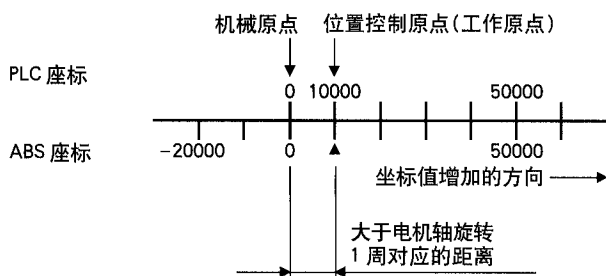 机械原点 位置控制原点(工作原点)
PLC 座标 0 10000 50000
ABS 座标 -20000 0 50000
坐标值增加的方向
大于电机轴旋转
1 周对应的距离